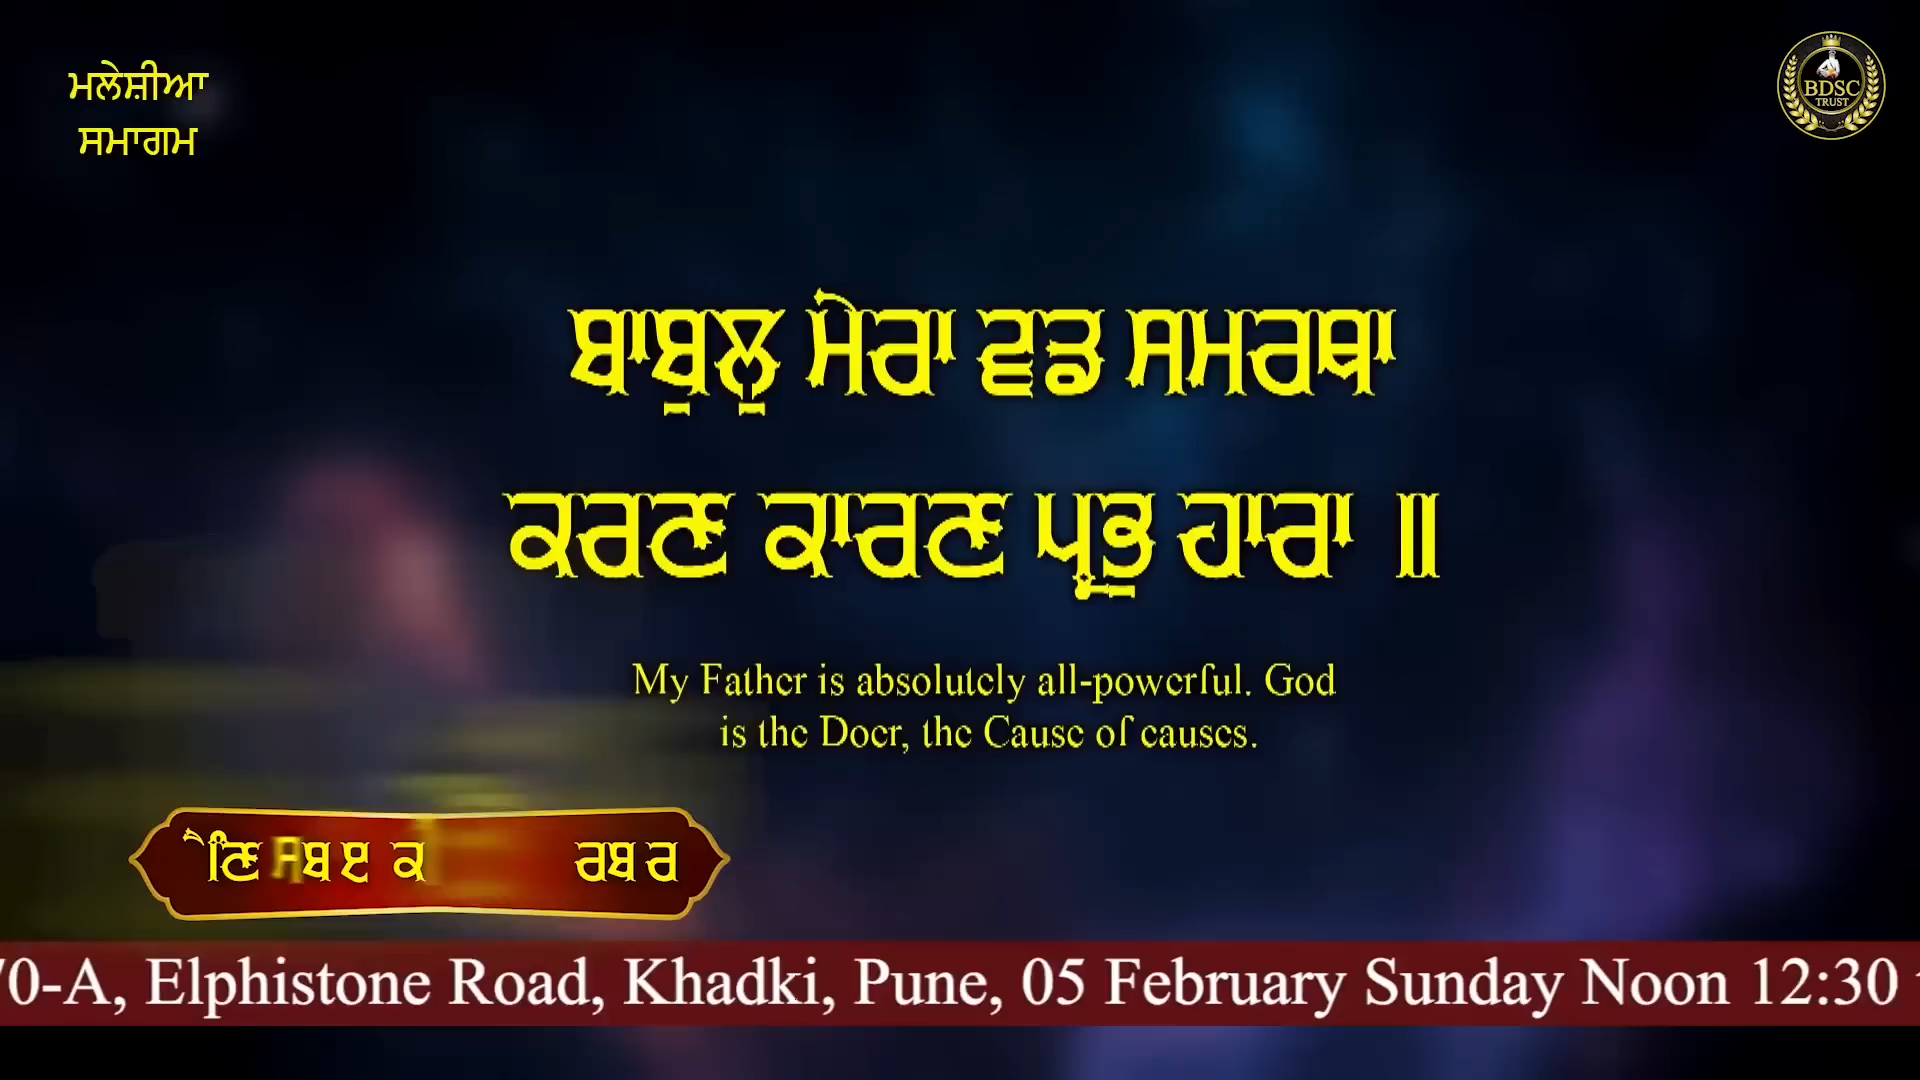 ਮਲੇਸ਼ੀਆ
ਸਮਾਗਮ
BDSC
TRUST
ਬਾਬੁਲੁ ਮੇਰਾ ਵਡ ਸਮਰਥਾ
ਕਰਣ ਕਾਰਣ ਪ੍ਰਭੁ ਹਾਰਾ ॥
My Father is absolutely all-powerful. God
is the Doer, the Cause of causes.
70-A, Elphistone Road, Khadki, Pune, 05 February Sunday Noon 12:30